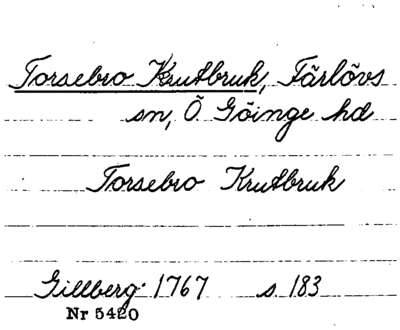 Torsebro Krutbruk, Färlövs
sn, Ö Göinge hd
Torsebro Krutbruk
Gillberg 1767 s. 183
Nr 5420